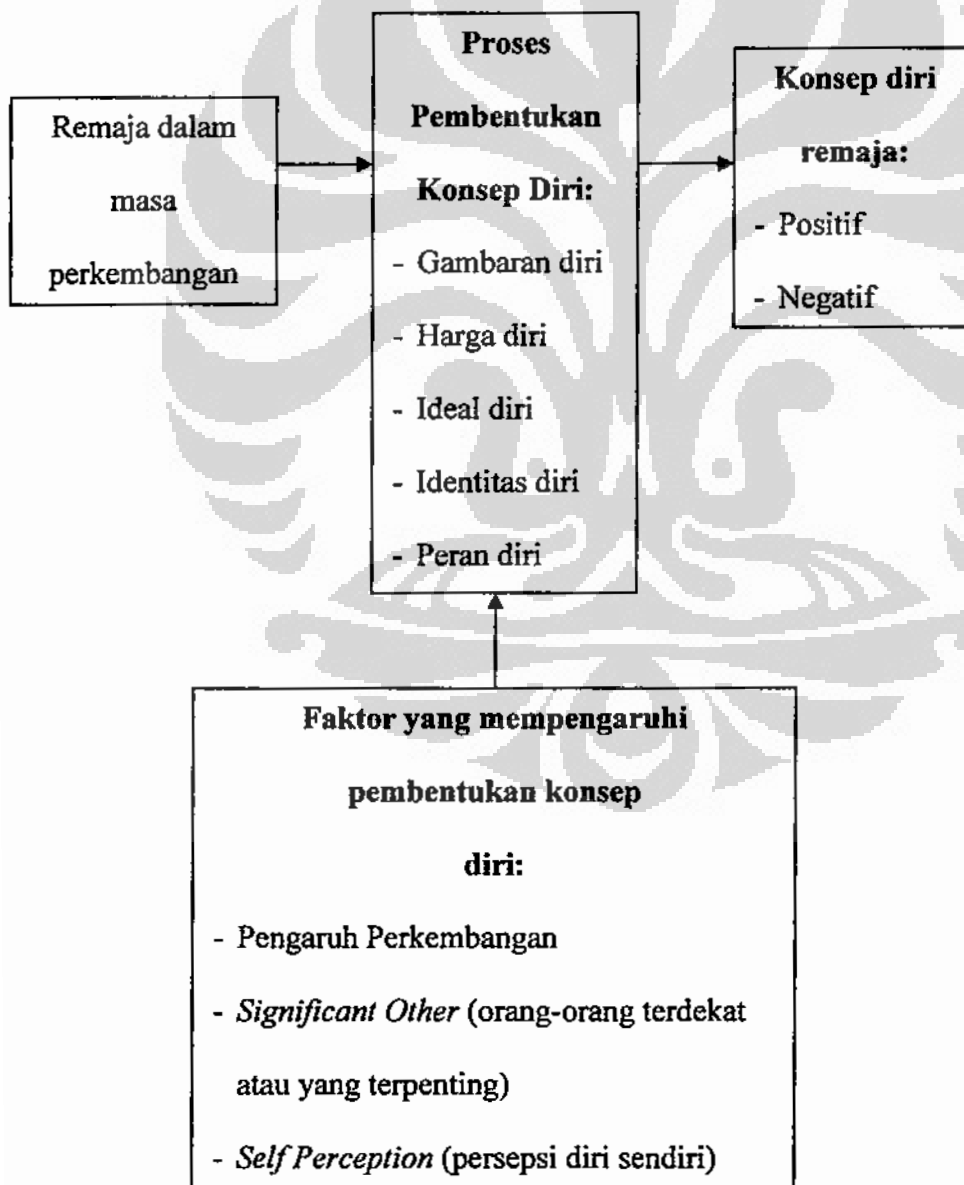 Remaja dalam
masa
perkembangan
Proses
Pembentukan
Konsep Diri:
- Gambaran diri
- Harga diri
- Ideal diri
- Identitas diri
- Peran diri
Konsep diri
remaja:
- Positif
- Negatif
Faktor yang mempengaruhi
pembentukan konsep
diri:
- Pengaruh Perkembangan
- Significant Other (orang-orang terdekat
atau yang terpenting)
- Self Perception (persepsi diri sendiri)